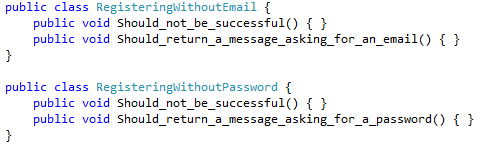 public class RegisteringWithoutEmail {
    public void Should_not_be_successful() { }
    public void Should_return_a_message_asking_for_an_email() { }
}
public class RegisteringWithoutPassword {
    public void Should_not_be_successful() { }
    public void Should_return_a_message_asking_for_a_password() { }
}